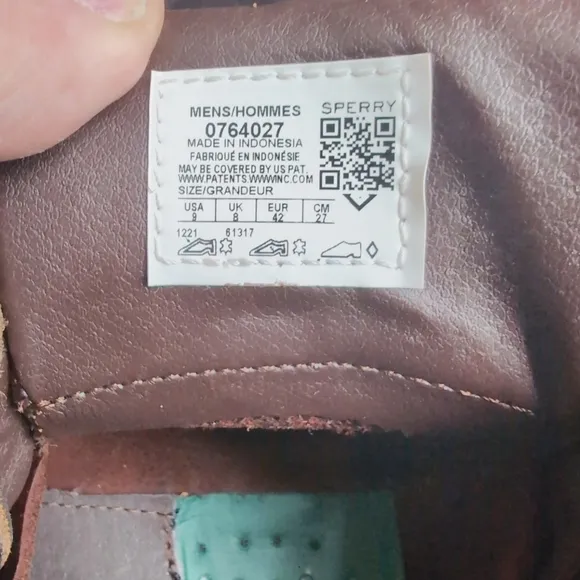 MENS/HOMMES SPERRY
0764027
MADE IN INDONESIA
FABRIQUÉ EN INDONÉSIE
MAY BE COVERED BY US PAT.
WWW.PATENTS.WWWINC.COM
SIZE/GRANDEUR
USA UK EUR CM
9 8 42 27
1221 61317